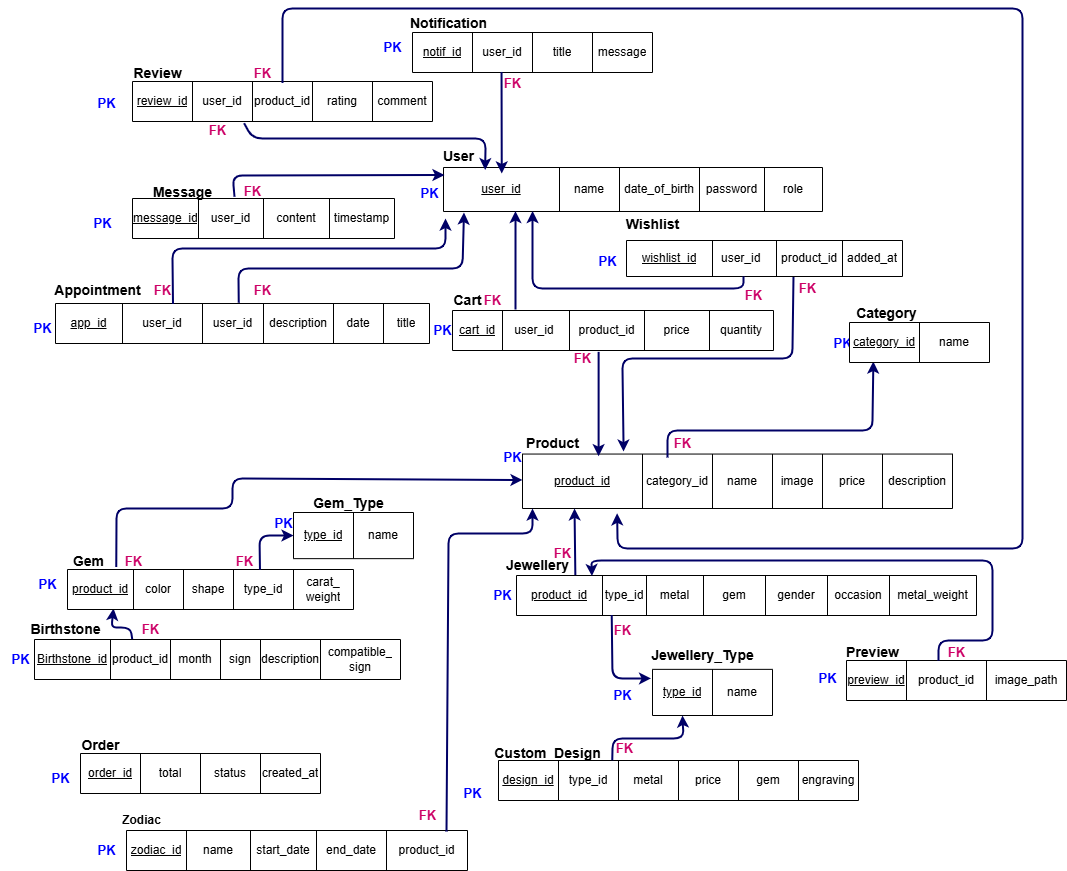 Notification
PK
notif_id user_id title message
FK
Review
FK
PK
review_id user_id product_id rating comment
FK
User
PK
user_id name date_of_birth password role
Message
FK
PK
message_id user_id content timestamp
Wishlist
PK
wishlist_id user_id product_id added_at
FK
FK
Appointment
FK
FK
PK
app_id user_id user_id description date title
Cart
FK
PK
cart_id user_id product_id price quantity
FK
Category
PK
category_id name
Product
FK
PK
product_id category_id name image price description
Gem_Type
PK
type_id name
Gem
FK
FK
PK
product_id color shape type_id carat_
weight
Jewellery
FK
PK
product_id type_id metal gem gender occasion metal_weight
FK
Birthstone
FK
PK
Birthstone_id product_id month sign description compatible_
sign
Jewellery_Type
PK
type_id name
Preview
FK
PK
preview_id product_id image_path
Order
PK
order_id total status created_at
Custom_Design
FK
PK
design_id type_id metal price gem engraving
Zodiac
FK
PK
zodiac_id name start_date end_date product_id